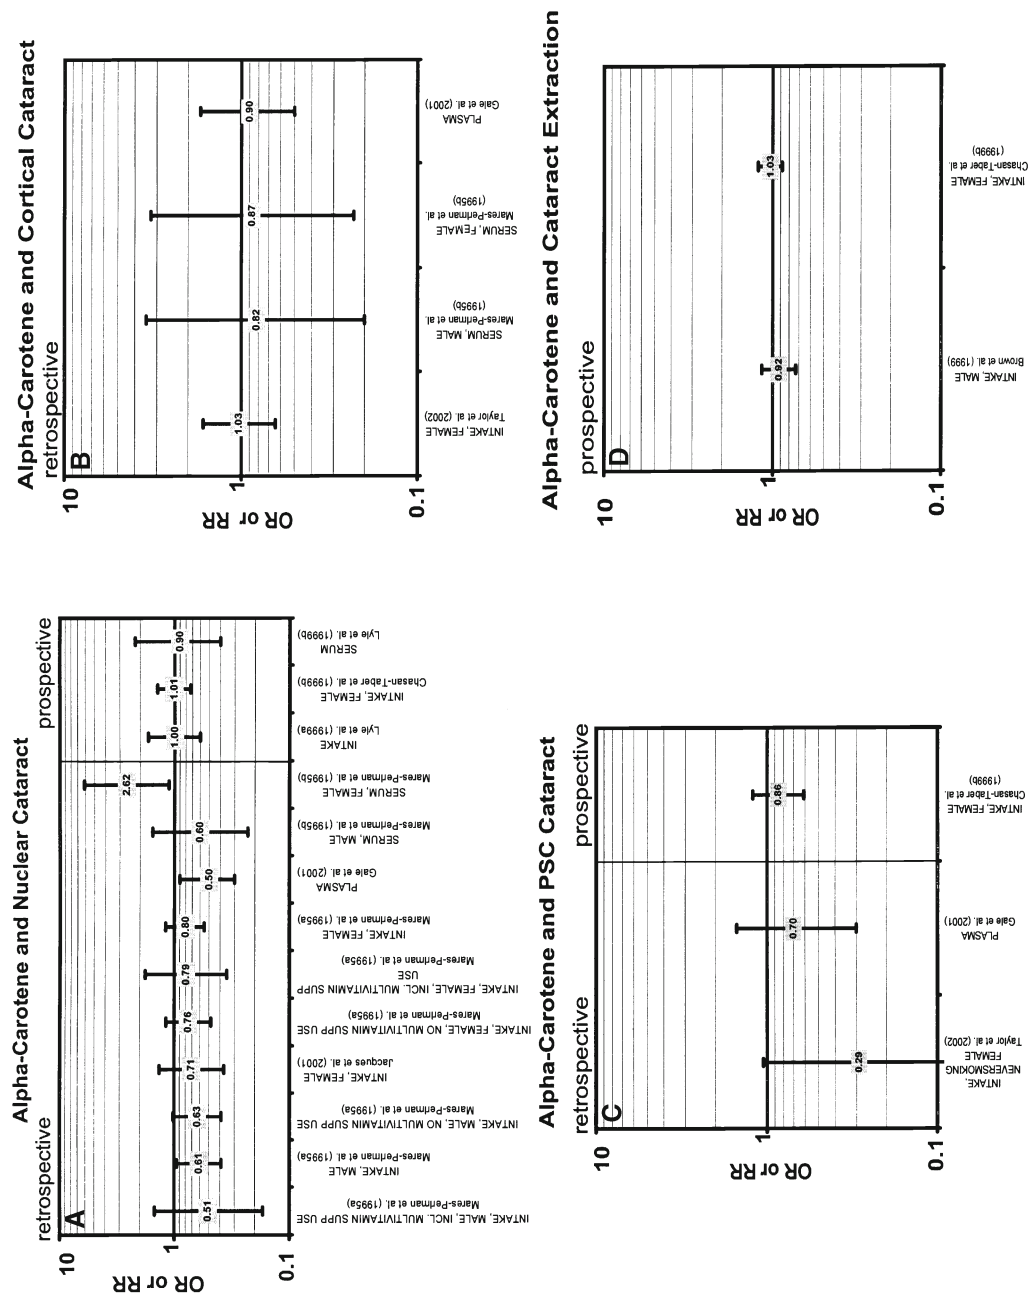 Alpha-Carotene and Nuclear Cataract
retrospective
prospective
A
10
1
0.1
OR or RR
0.51
0.61
0.63
0.71
0.76
0.79
0.80
0.50
0.60
2.62
1.00
1.01
0.90
INTAKE, MALE, INCL. MULTIVITAMIN SUPP USE
Mares-Perlman et al. (1995a)
INTAKE, MALE
Mares-Perlman et al. (1995a)
INTAKE, MALE, NO MULTIVITAMIN SUPP USE
Mares-Perlman et al. (1995a)
INTAKE, FEMALE
Jacques et al. (2001)
INTAKE, FEMALE, NO MULTIVITAMIN SUPP USE
Mares-Perlman et al. (1995a)
INTAKE, FEMALE, INCL. MULTIVITAMIN SUPP
USE
Mares-Perlman et al. (1995a)
INTAKE, FEMALE
Mares-Perlman et al. (1995a)
PLASMA
Gale et al. (2001)
SERUM, MALE
Mares-Perlman et al. (1995b)
SERUM, FEMALE
Mares-Perlman et al. (1995b)
INTAKE
Lyle et al. (1999a)
INTAKE, FEMALE
Chasan-Taber et al. (1999b)
SERUM
Lyle et al. (1999b)
Alpha-Carotene and Cortical Cataract
retrospective
B
10
1
0.1
OR or RR
1.03
0.82
0.87
0.90
INTAKE, FEMALE
Taylor et al. (2002)
SERUM, MALE
Mares-Perlman et al.
(1995b)
SERUM, FEMALE
Mares-Perlman et al.
(1995b)
PLASMA
Gale et al. (2001)
Alpha-Carotene and PSC Cataract
retrospective
prospective
C
10
1
0.1
OR or RR
0.29
0.70
0.86
INTAKE,
NEVERSMOKING
FEMALE
Taylor et al. (2002)
PLASMA
Gale et al. (2001)
INTAKE, FEMALE
Chasan-Taber et al.
(1999b)
Alpha-Carotene and Cataract Extraction
prospective
D
10
1
0.1
OR or RR
0.92
1.03
INTAKE, MALE
Brown et al. (1999)
INTAKE, FEMALE
Chasan-Taber et al.
(1999b)